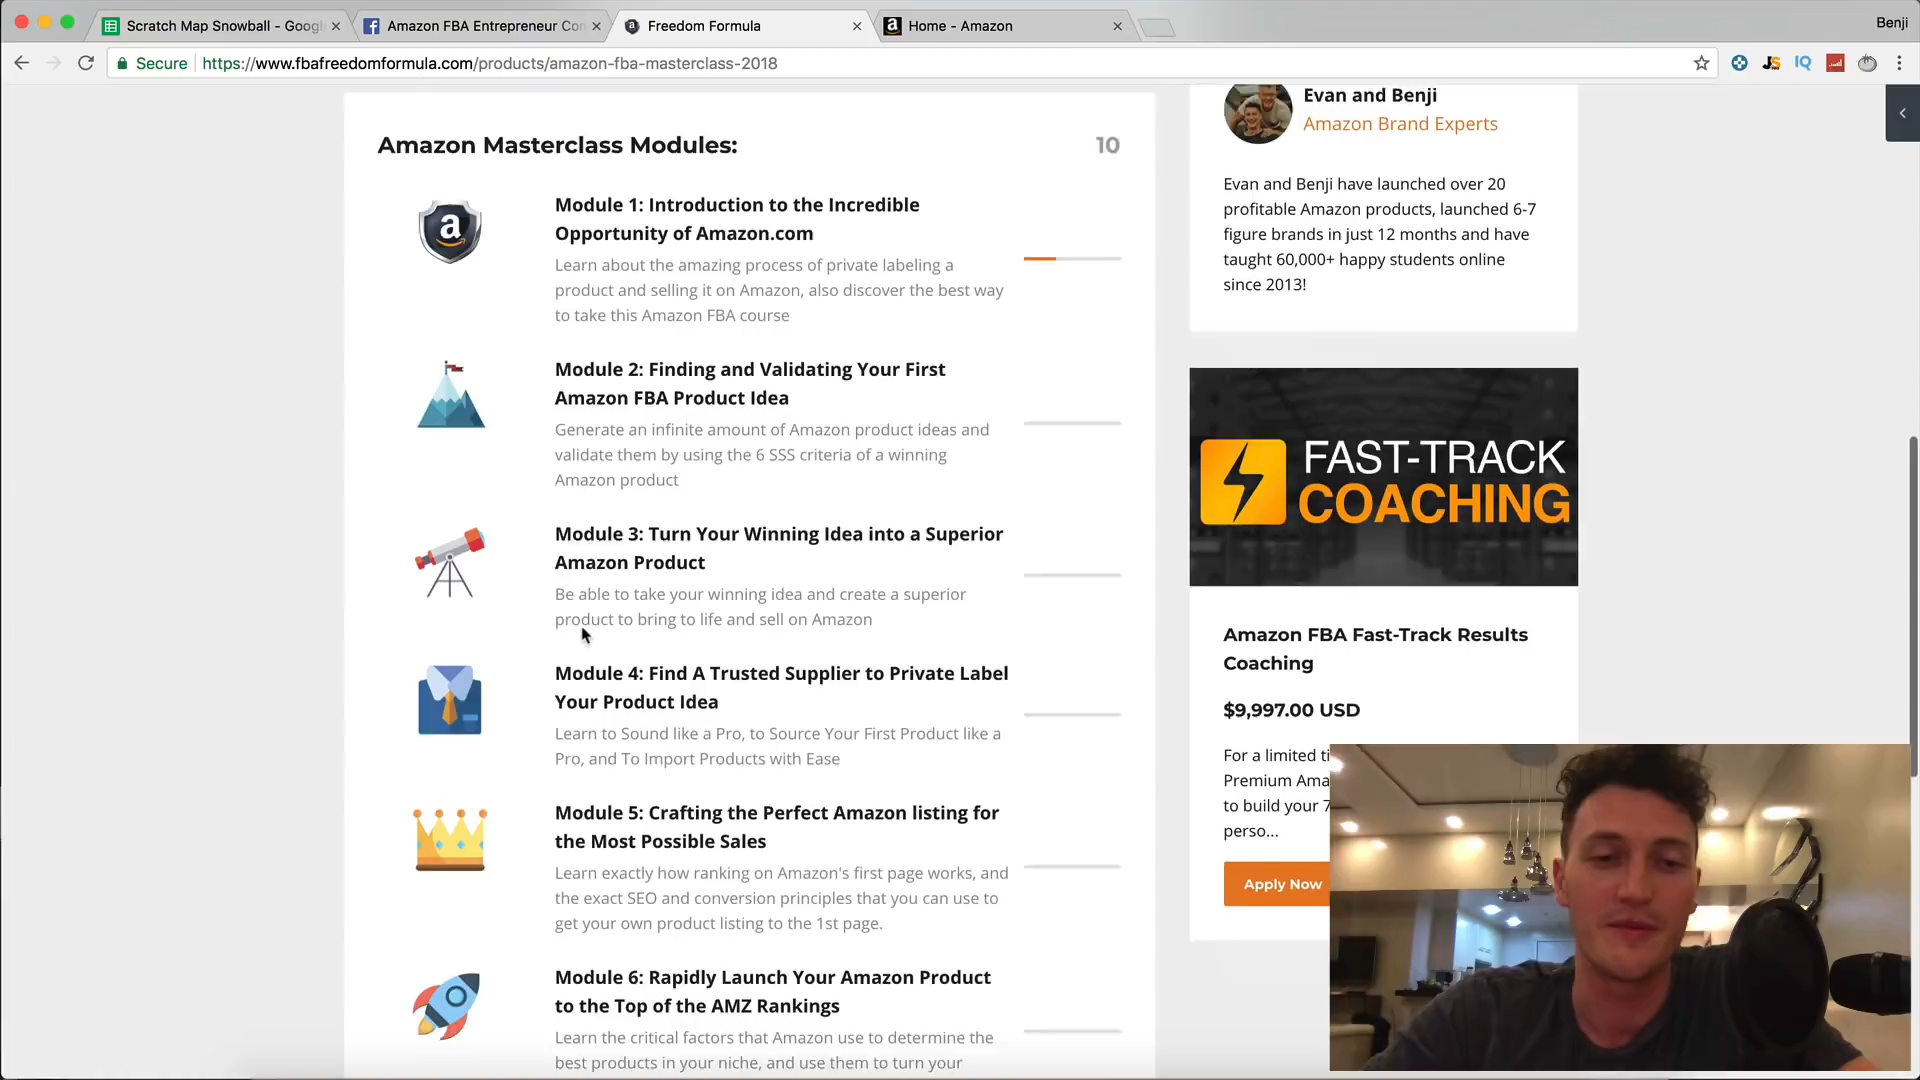 Scratch Map Snowball - Googl
Amazon FBA Entrepreneur Con
Freedom Formula
Home - Amazon
Benji
Secure
https://www.fbafreedomformula.com/products/amazon-fba-masterclass-2018
JS
IQ
Amazon Masterclass Modules:
10
a
Module 1: Introduction to the Incredible
Opportunity of Amazon.com
Learn about the amazing process of private labeling a
product and selling it on Amazon, also discover the best way
to take this Amazon FBA course
Module 2: Finding and Validating Your First
Amazon FBA Product Idea
Generate an infinite amount of Amazon product ideas and
validate them by using the 6 SSS criteria of a winning
Amazon product
Module 3: Turn Your Winning Idea into a Superior
Amazon Product
Be able to take your winning idea and create a superior
product to bring to life and sell on Amazon
Module 4: Find A Trusted Supplier to Private Label
Your Product Idea
Learn to Sound like a Pro, to Source Your First Product like a
Pro, and To Import Products with Ease
Module 5: Crafting the Perfect Amazon listing for
the Most Possible Sales
Learn exactly how ranking on Amazon's first page works, and
the exact SEO and conversion principles that you can use to
get your own product listing to the 1st page.
Module 6: Rapidly Launch Your Amazon Product
to the Top of the AMZ Rankings
Learn the critical factors that Amazon use to determine the
best products in your niche, and use them to turn your
Evan and Benji
Amazon Brand Experts
Evan and Benji have launched over 20
profitable Amazon products, launched 6-7
figure brands in just 12 months and have
taught 60,000+ happy students online
since 2013!
FAST-TRACK
COACHING
Amazon FBA Fast-Track Results
Coaching
$9,997.00 USD
For a limited ti
Premium Ama
to build your 7
perso...
Apply Now